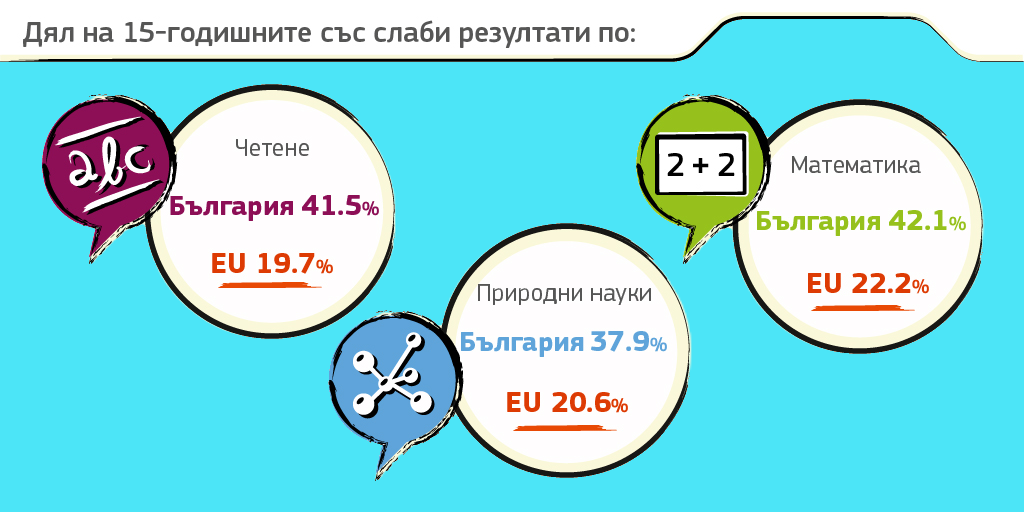 Дял на 15-годишните със слаби резултати по:
abc
Четене
България 41.5%
EU 19.7%
Природни науки
България 37.9%
EU 20.6%
2 + 2
Математика
България 42.1%
EU 22.2%